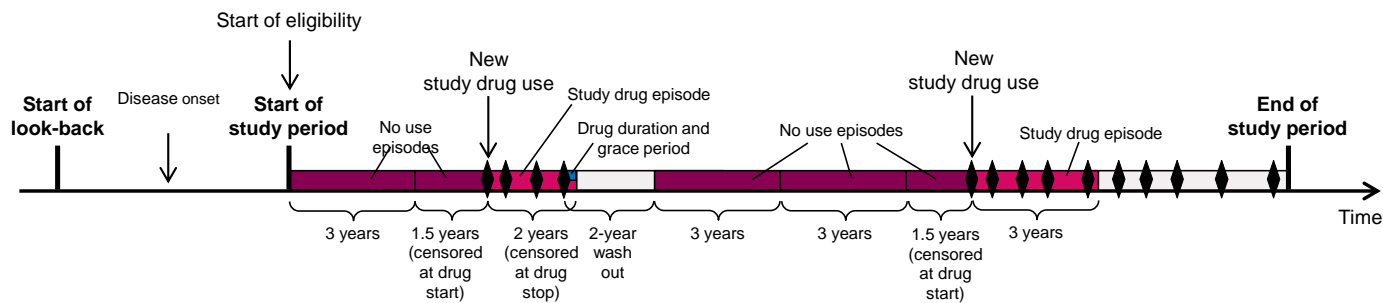 Start of eligibility
New
study drug use
New
study drug use
Start of
look-back
Disease onset
Start of
study period
No use
episodes
Study drug episode
Drug duration and
grace period
No use episodes
Study drug episode
End of
study period
Time
3 years
1.5 years
(censored
at drug
start)
2 years
(censored
at drug
stop)
2-year
wash
out
3 years
3 years
1.5 years
(censored
at drug
start)
3 years